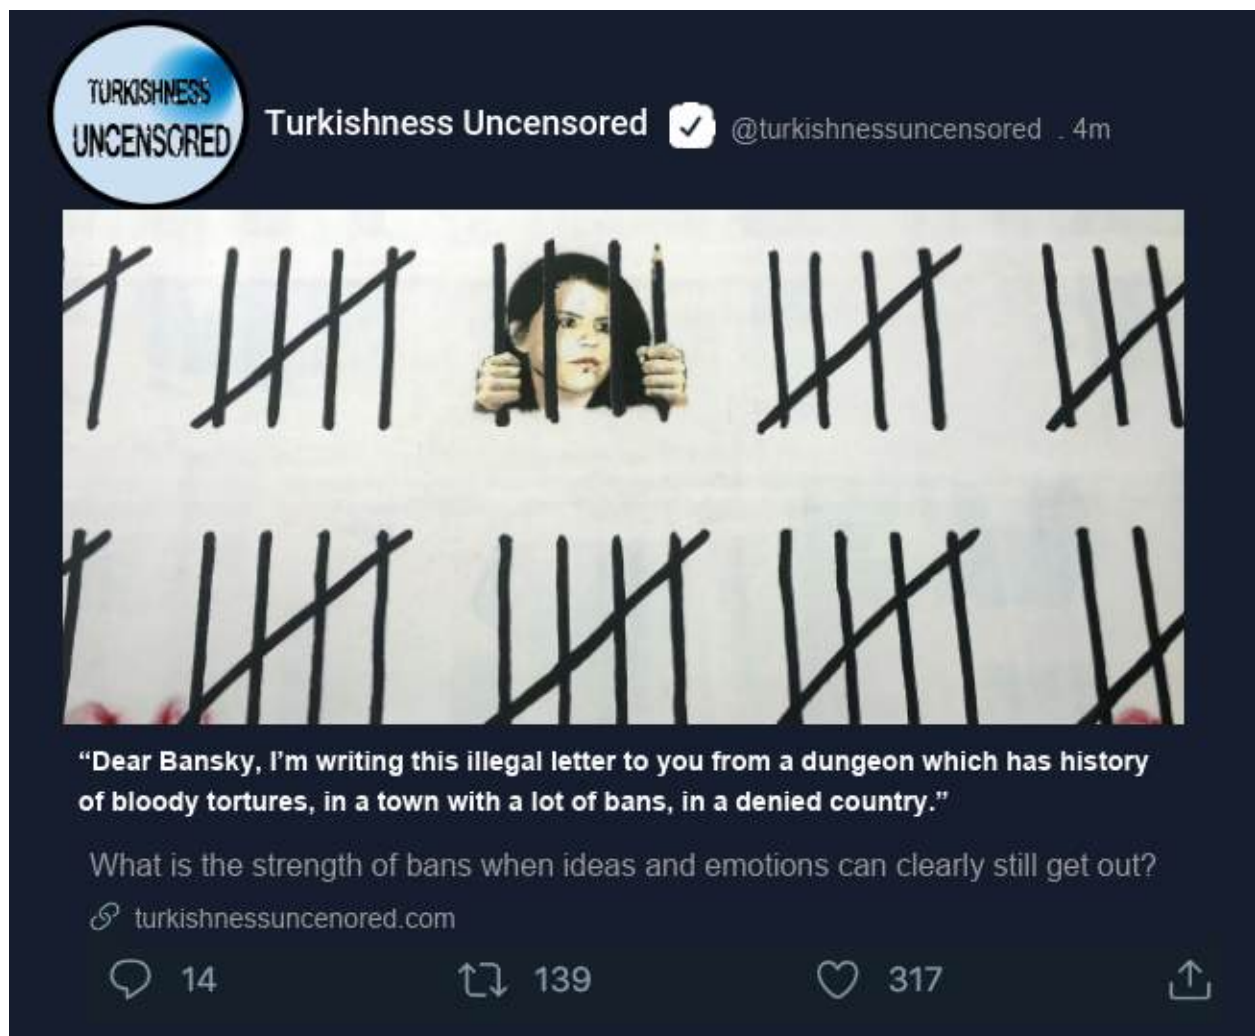 TURKISHNESS
UNCENSORED
Turkishness Uncensored @turkishnessuncensored . 4m
“Dear Bansky, I’m writing this illegal letter to you from a dungeon which has history
of bloody tortures, in a town with a lot of bans, in a denied country.”
What is the strength of bans when ideas and emotions can clearly still get out?
turkishnessuncenored.com
14 139 317